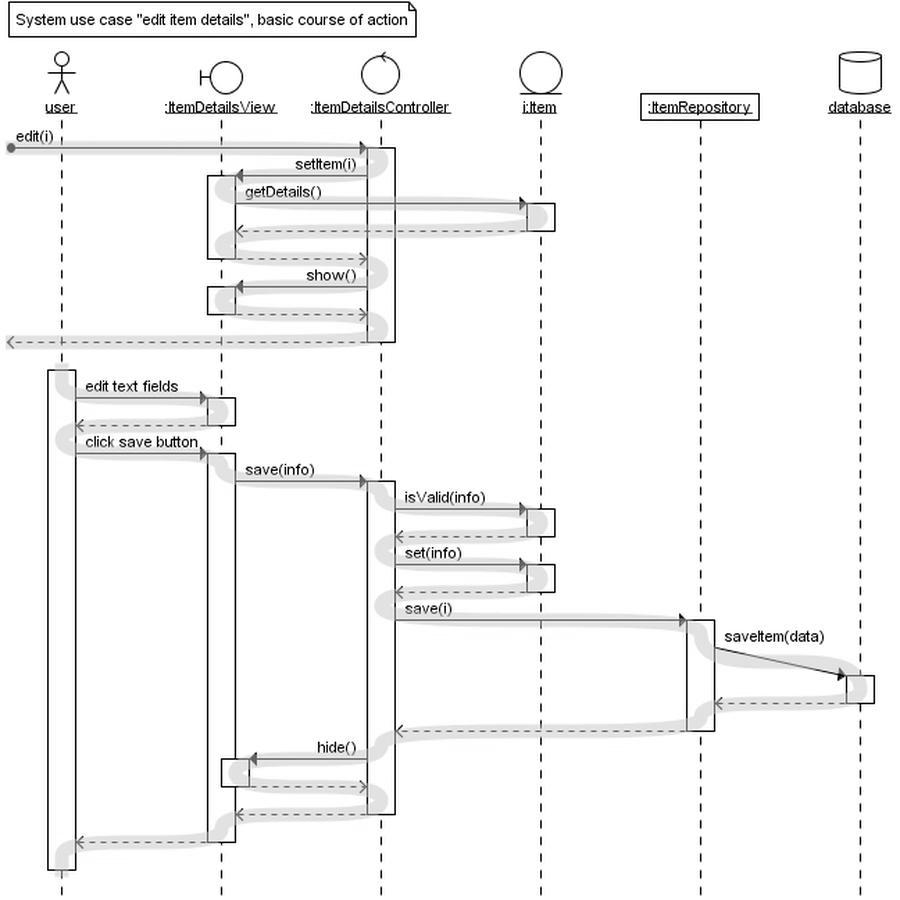 System use case "edit item details", basic course of action
user
:ItemDetailsView
:ItemDetailsController
i:Item
:ItemRepository
database
edit(i)
setItem(i)
getDetails()
show()
edit text fields
click save button
save(info)
isValid(info)
set(info)
save(i)
saveItem(data)
hide()